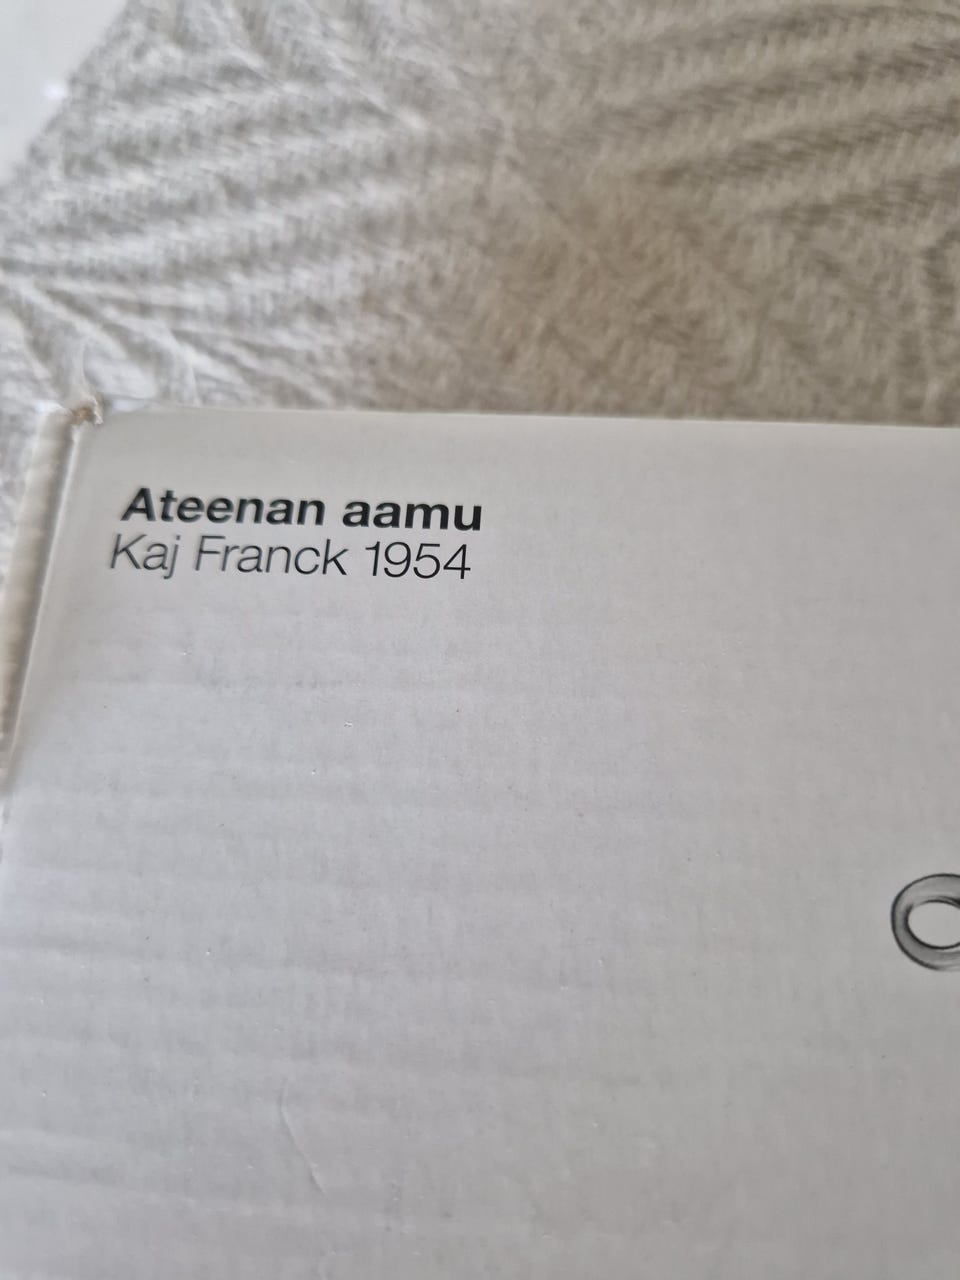 Ateenan aamu
Kaj Franck 1954